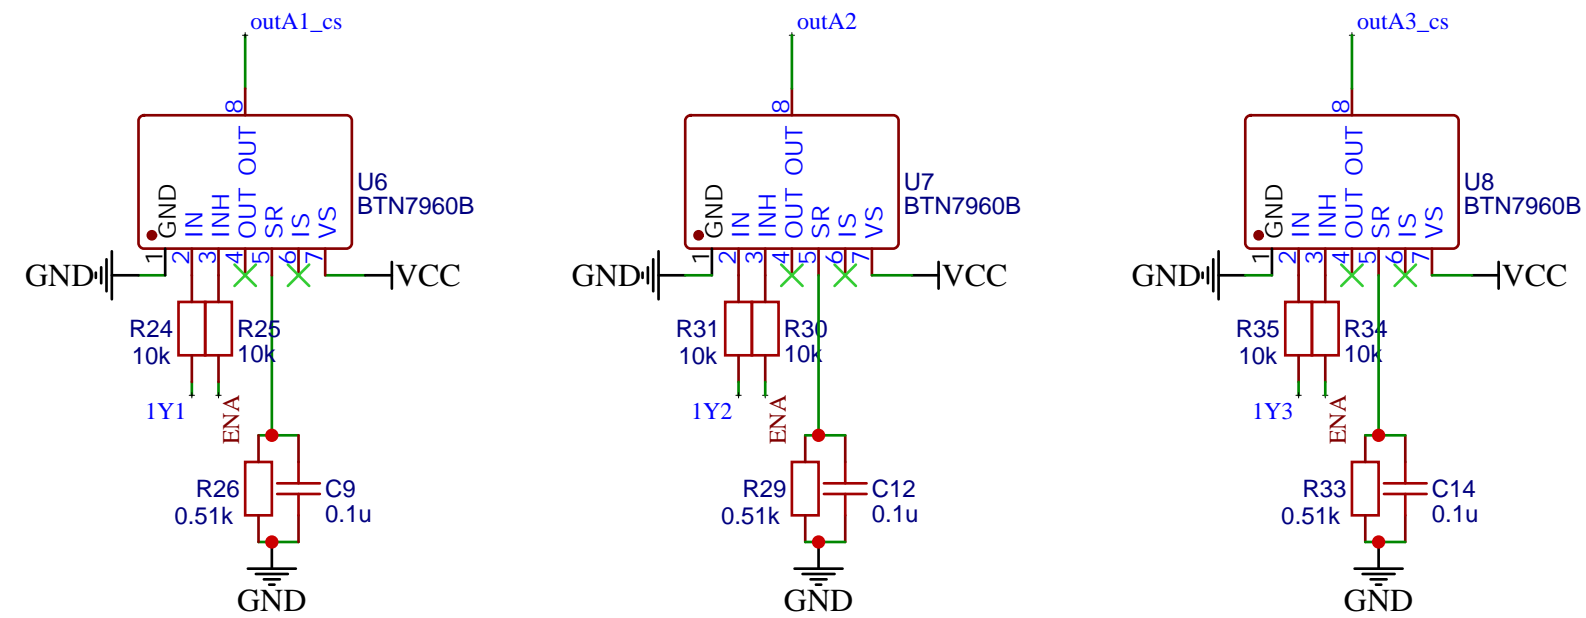 outA1_cs
8
OUT
GND
IN
INH
OUT
SR
IS
VS
U6
BTN7960B
1
2
3
4
5
6
7
GND
VCC
R24
10k
R25
10k
1Y1
ENA
R26
0.51k
C9
0.1u
GND
outA2
8
OUT
GND
IN
INH
OUT
SR
IS
VS
U7
BTN7960B
1
2
3
4
5
6
7
GND
VCC
R31
10k
R30
10k
1Y2
ENA
R29
0.51k
C12
0.1u
GND
outA3_cs
8
OUT
GND
IN
INH
OUT
SR
IS
VS
U8
BTN7960B
1
2
3
4
5
6
7
GND
VCC
R35
10k
R34
10k
1Y3
ENA
R33
0.51k
C14
0.1u
GND